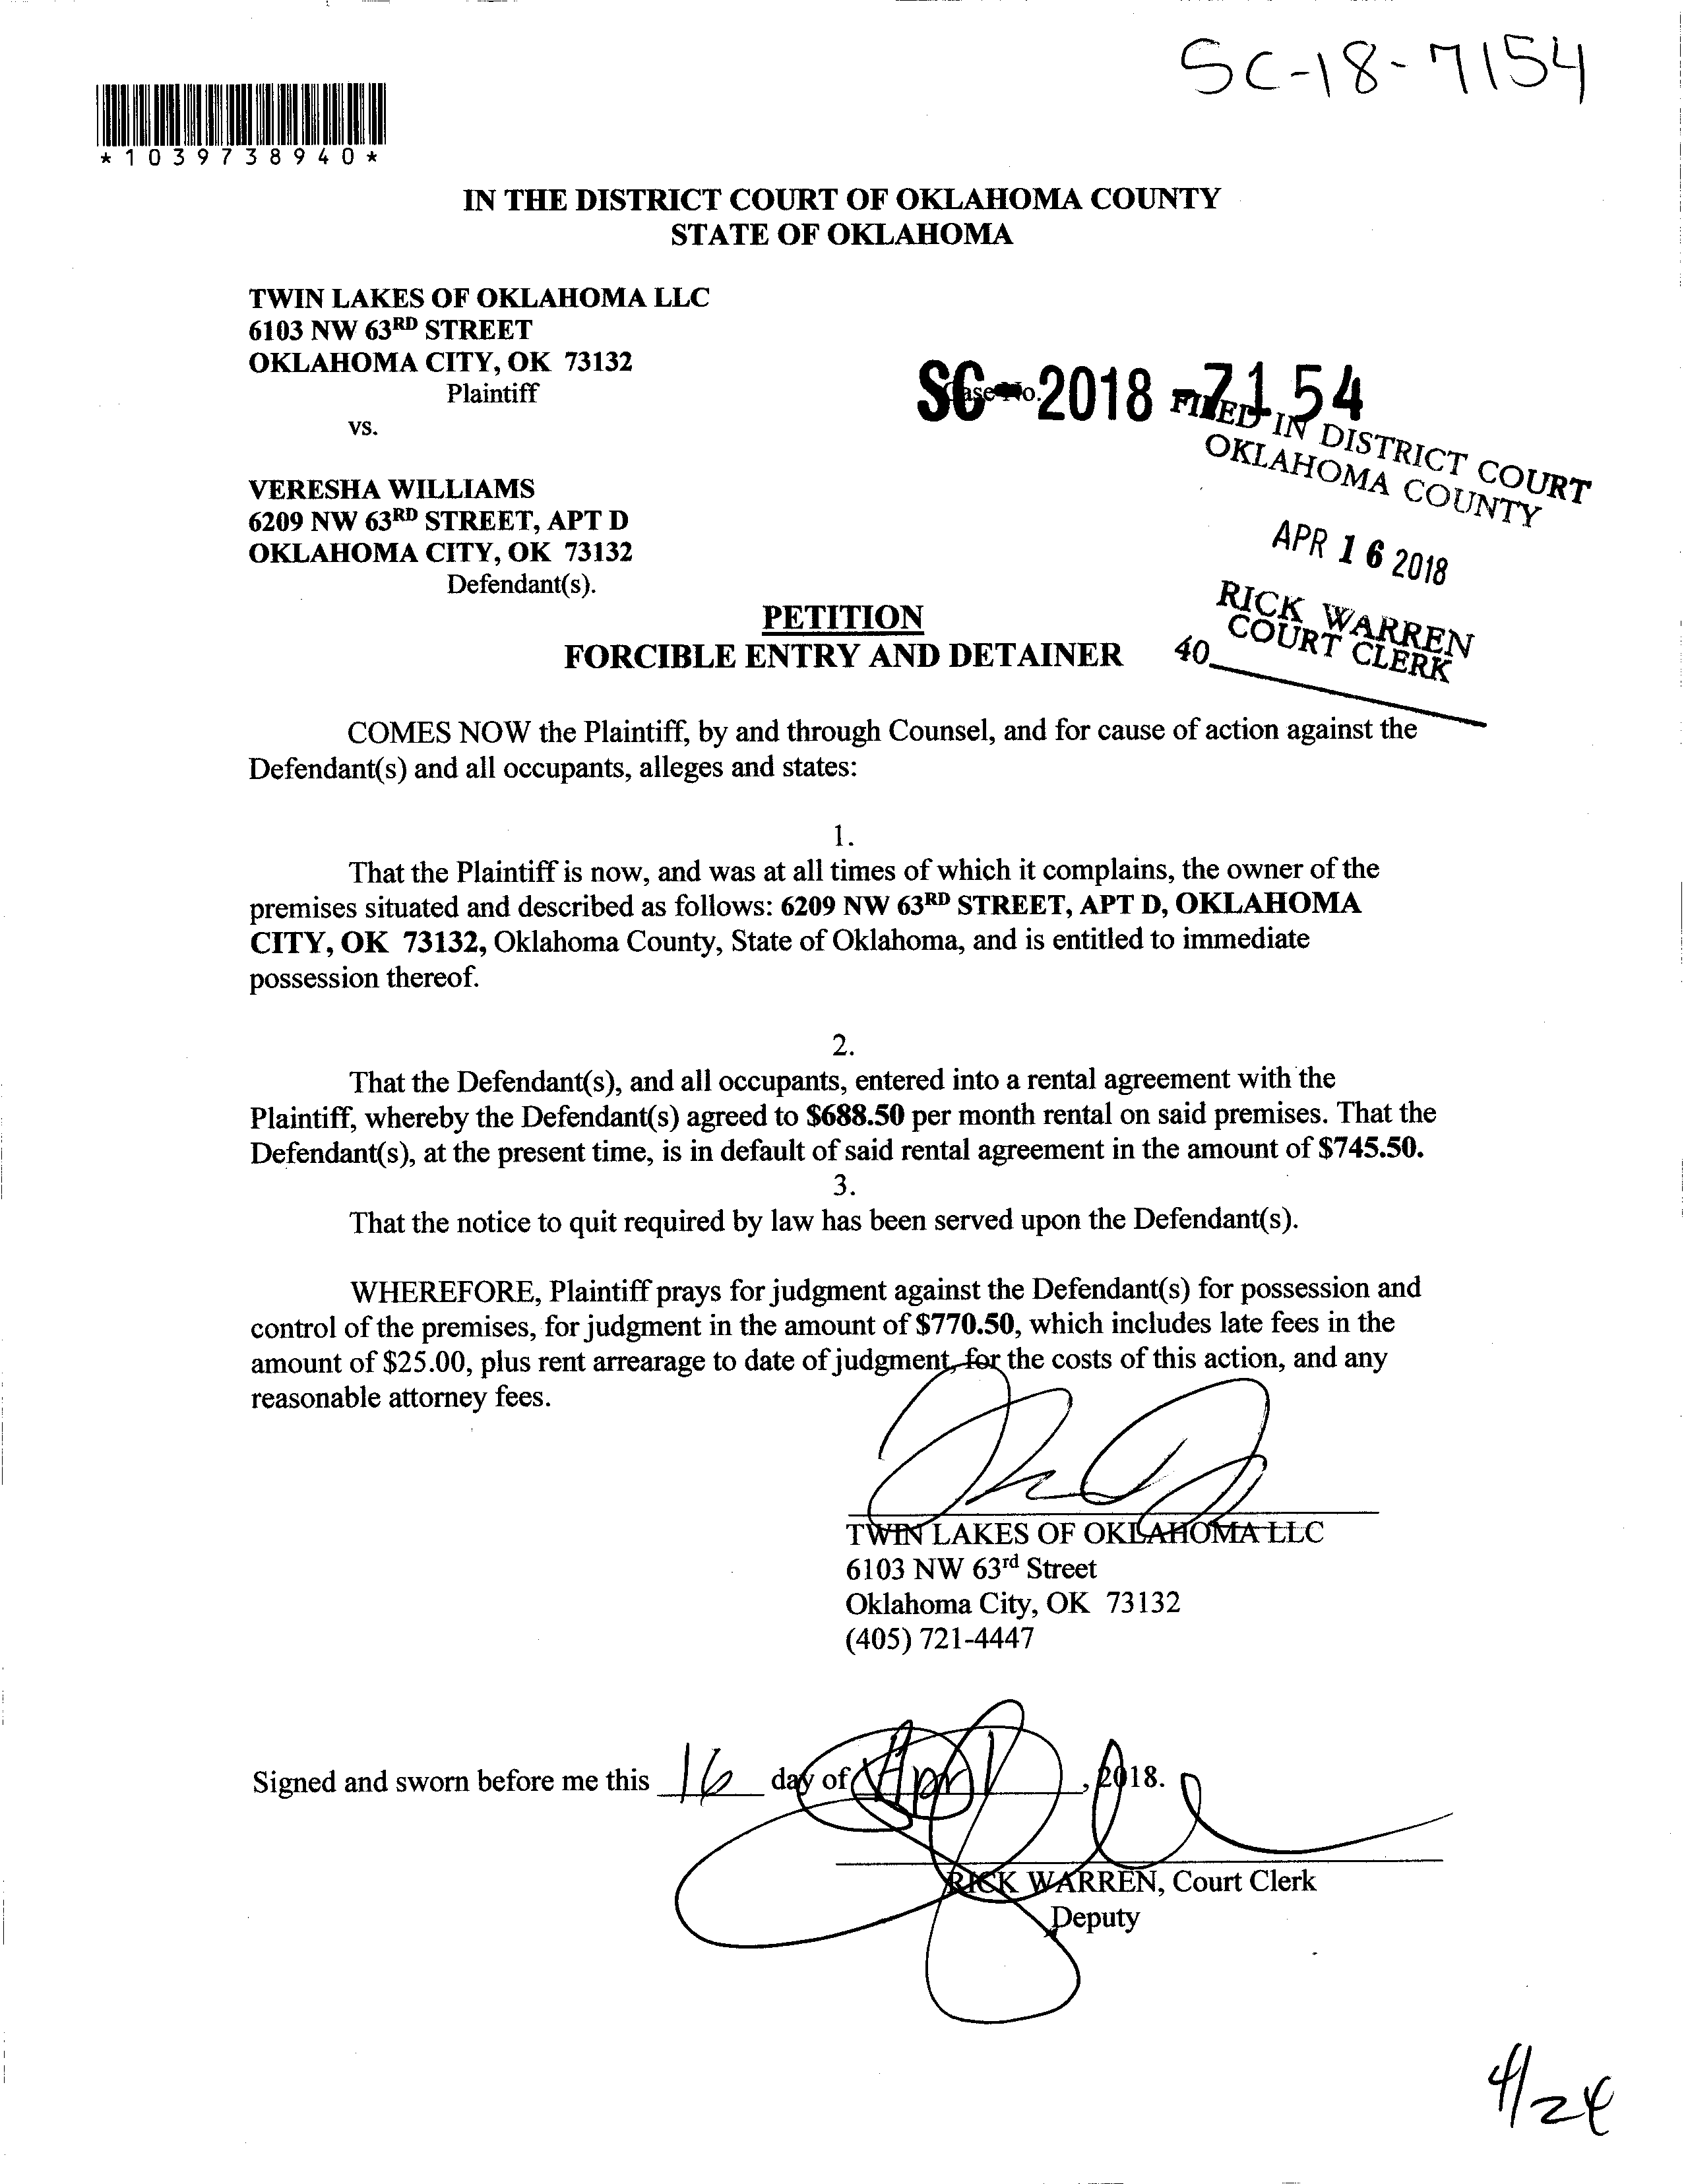 SC-18-7154
*1039738940*
IN THE DISTRICT COURT OF OKLAHOMA COUNTY
STATE OF OKLAHOMA
TWIN LAKES OF OKLAHOMA LLC
6103 NW 63RD STREET
OKLAHOMA CITY, OK 73132
Plaintiff
Case No.
SC-2018-7154
vs.
FILED IN DISTRICT COURT
OKLAHOMA COUNTY
VERESHA WILLIAMS
6209 NW 63RD STREET, APT D
OKLAHOMA CITY, OK 73132
Defendant(s).
APR 16 2018
RICK WARREN
COURT CLERK
40
PETITION
FORCIBLE ENTRY AND DETAINER
COMES NOW the Plaintiff, by and through Counsel, and for cause of action against the
Defendant(s) and all occupants, alleges and states:
1.
That the Plaintiff is now, and was at all times of which it complains, the owner of the
premises situated and described as follows: 6209 NW 63RD STREET, APT D, OKLAHOMA
CITY, OK 73132, Oklahoma County, State of Oklahoma, and is entitled to immediate
possession thereof.
2.
That the Defendant(s), and all occupants, entered into a rental agreement with the
Plaintiff, whereby the Defendant(s) agreed to $688.50 per month rental on said premises. That the
Defendant(s), at the present time, is in default of said rental agreement in the amount of $745.50.
3.
That the notice to quit required by law has been served upon the Defendant(s).
WHEREFORE, Plaintiff prays for judgment against the Defendant(s) for possession and
control of the premises, for judgment in the amount of $770.50, which includes late fees in the
amount of $25.00, plus rent arrearage to date of judgment, for the costs of this action, and any
reasonable attorney fees.
TWIN LAKES OF OKLAHOMA LLC
6103 NW 63rd Street
Oklahoma City, OK 73132
(405) 721-4447
Signed and sworn before me this 16 day of April, 2018.
RICK WARREN, Court Clerk
Deputy
4/24